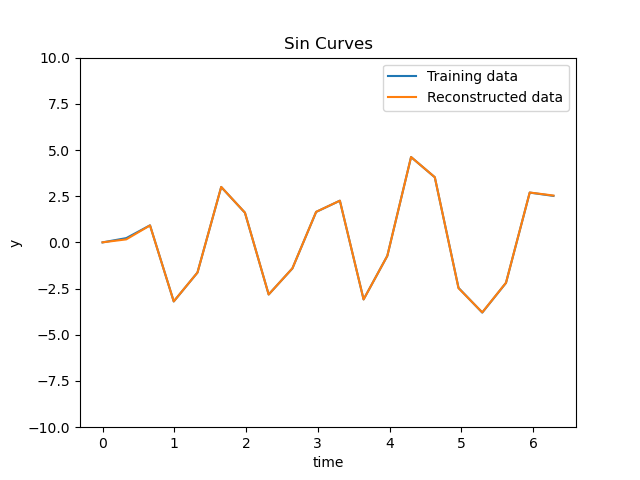 Sin Curves
Training data
Reconstructed data
10.0
7.5
5.0
2.5
0.0
−2.5
−5.0
−7.5
−10.0
y
0 1 2 3 4 5 6
time